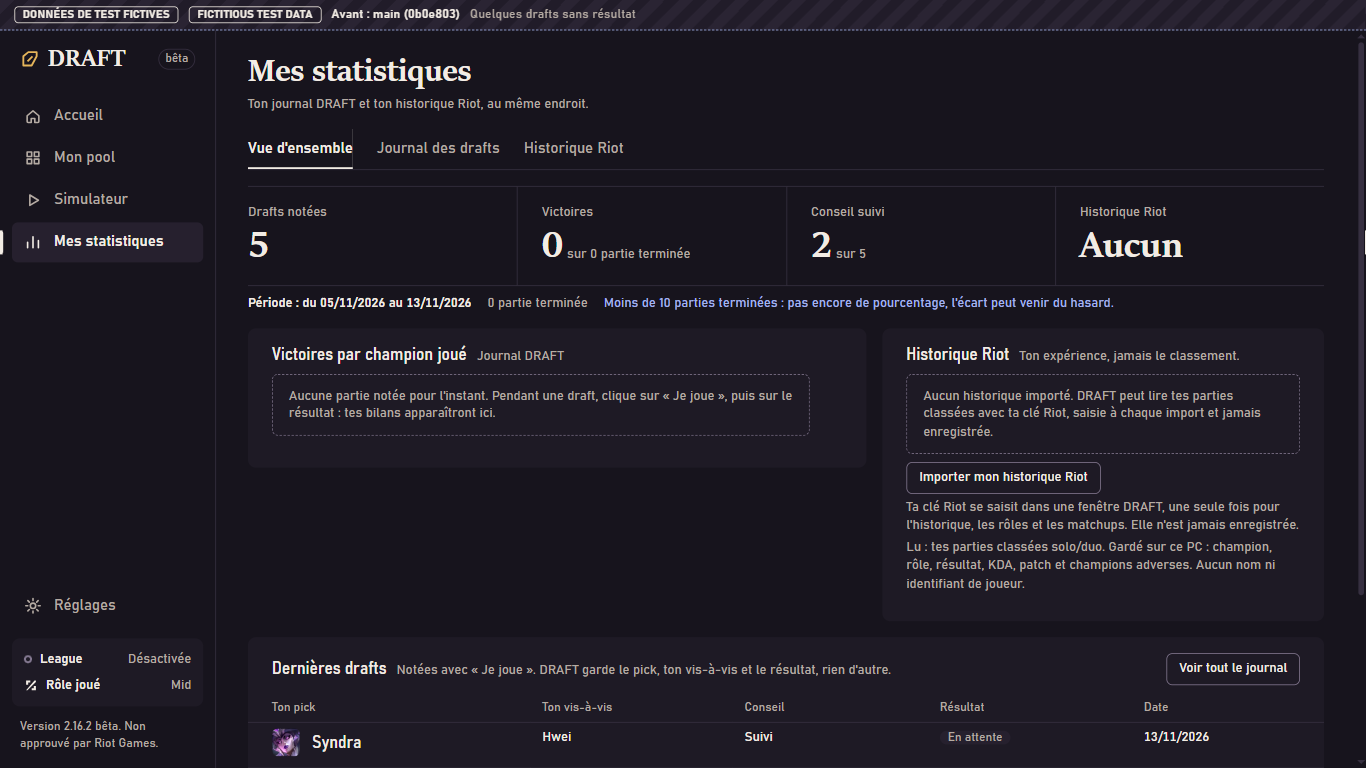 DONNÉES DE TEST FICTIVES FICTITIOUS TEST DATA Avant : main (0b0e803) Quelques drafts sans résultat
DRAFT bêta
Accueil
Mon pool
Simulateur
Mes statistiques
Réglages
League Désactivée
Rôle joué Mid
Version 2.16.2 bêta. Non
approuvé par Riot Games.
Mes statistiques
Ton journal DRAFT et ton historique Riot, au même endroit.
Vue d'ensemble Journal des drafts Historique Riot
Drafts notées
5
Victoires
0 sur 0 partie terminée
Conseil suivi
2 sur 5
Historique Riot
Aucun
Période : du 05/11/2026 au 13/11/2026 0 partie terminée Moins de 10 parties terminées : pas encore de pourcentage, l'écart peut venir du hasard.
Victoires par champion joué Journal DRAFT
Aucune partie notée pour l'instant. Pendant une draft, clique sur « Je joue », puis sur le
résultat : tes bilans apparaîtront ici.
Historique Riot Ton expérience, jamais le classement.
Aucun historique importé. DRAFT peut lire tes parties
classées avec ta clé Riot, saisie à chaque import et jamais
enregistrée.
Importer mon historique Riot
Ta clé Riot se saisit dans une fenêtre DRAFT, une seule fois pour
l'historique, les rôles et les matchups. Elle n'est jamais enregistrée.
Lu : tes parties classées solo/duo. Gardé sur ce PC : champion,
rôle, résultat, KDA, patch et champions adverses. Aucun nom ni
identifiant de joueur.
Dernières drafts Notées avec « Je joue ». DRAFT garde le pick, ton vis-à-vis et le résultat, rien d'autre.
Voir tout le journal
Ton pick Ton vis-à-vis Conseil Résultat Date
Syndra Hwei Suivi En attente 13/11/2026